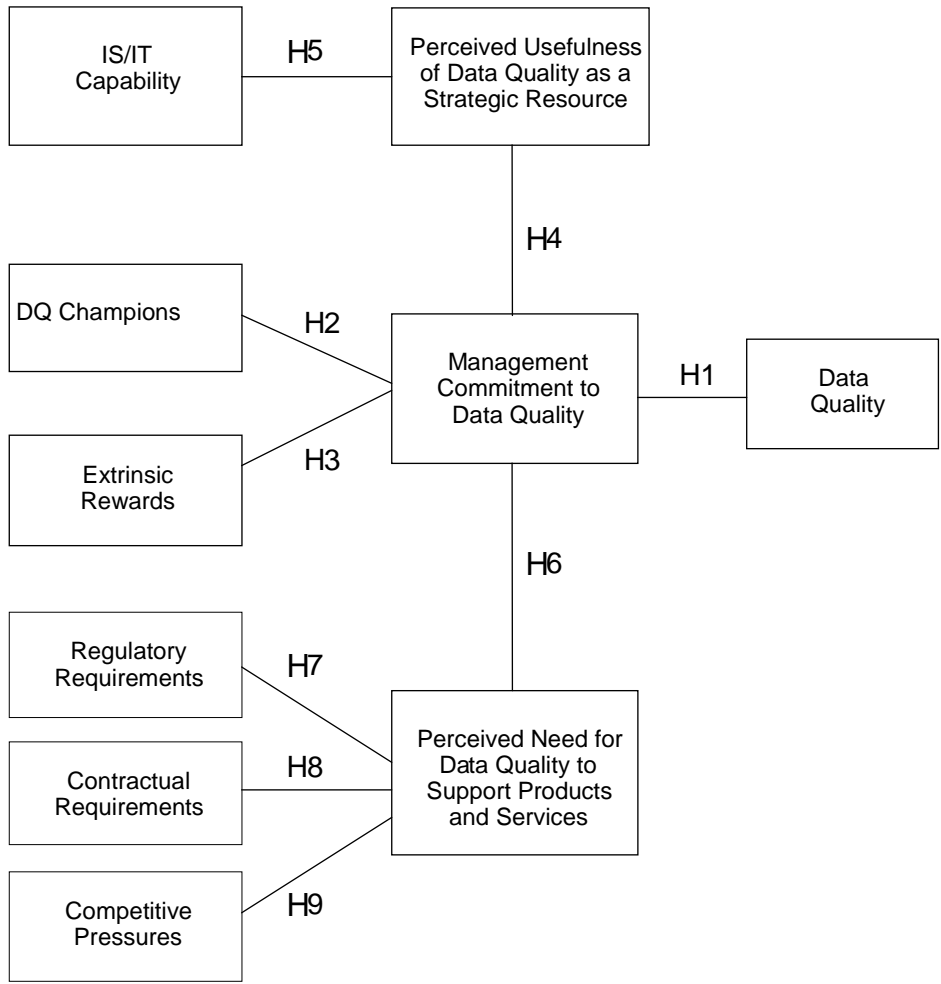 IS/IT
Capability
H5
Perceived Usefulness
of Data Quality as a
Strategic Resource
H4
DQ Champions
H2
Management
Commitment to
Data Quality
H1
Data
Quality
Extrinsic
Rewards
H3
H6
Regulatory
Requirements
H7
Perceived Need for
Data Quality to
Support Products
and Services
Contractual
Requirements
H8
Competitive
Pressures
H9